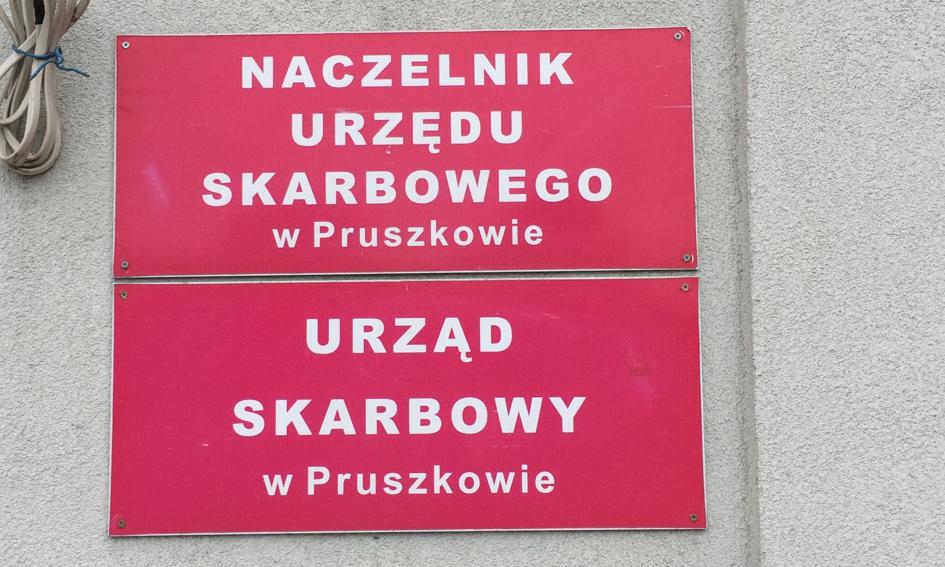 NACZELNIK
URZĘDU
SKARBOWEGO
w Pruszkowie
URZĄD
SKARBOWY
w Pruszkowie